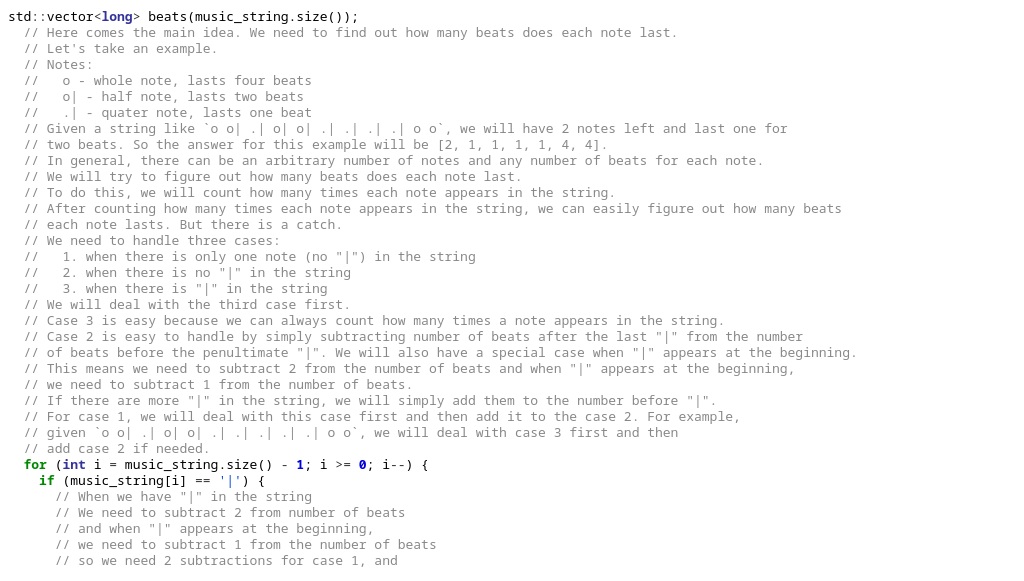 std::vector<long> beats(music_string.size());
// Here comes the main idea. We need to find out how many beats does each note last.
// Let's take an example.
// Notes:
//   o - whole note, lasts four beats
//   o| - half note, lasts two beats
//   .| - quater note, lasts one beat
// Given a string like `o o| .| o| o| .| .| .| .| o o`, we will have 2 notes left and last one for
// two beats. So the answer for this example will be [2, 1, 1, 1, 1, 4, 4].
// In general, there can be an arbitrary number of notes and any number of beats for each note.
// We will try to figure out how many beats does each note last.
// To do this, we will count how many times each note appears in the string.
// After counting how many times each note appears in the string, we can easily figure out how many beats
// each note lasts. But there is a catch.
// We need to handle three cases:
//   1. when there is only one note (no "|") in the string
//   2. when there is no "|" in the string
//   3. when there is "|" in the string
// We will deal with the third case first.
// Case 3 is easy because we can always count how many times a note appears in the string.
// Case 2 is easy to handle by simply subtracting number of beats after the last "|" from the number
// of beats before the penultimate "|". We will also have a special case when "|" appears at the beginning.
// This means we need to subtract 2 from the number of beats and when "|" appears at the beginning,
// we need to subtract 1 from the number of beats.
// If there are more "|" in the string, we will simply add them to the number before "|".
// For case 1, we will deal with this case first and then add it to the case 2. For example,
// given `o o| .| o| o| .| .| .| .| .| o o`, we will deal with case 3 first and then
// add case 2 if needed.
for (int i = music_string.size() - 1; i >= 0; i--) {
if (music_string[i] == '|') {
// When we have "|" in the string
// We need to subtract 2 from number of beats
// and when "|" appears at the beginning,
// we need to subtract 1 from the number of beats
// so we need 2 subtractions for case 1, and